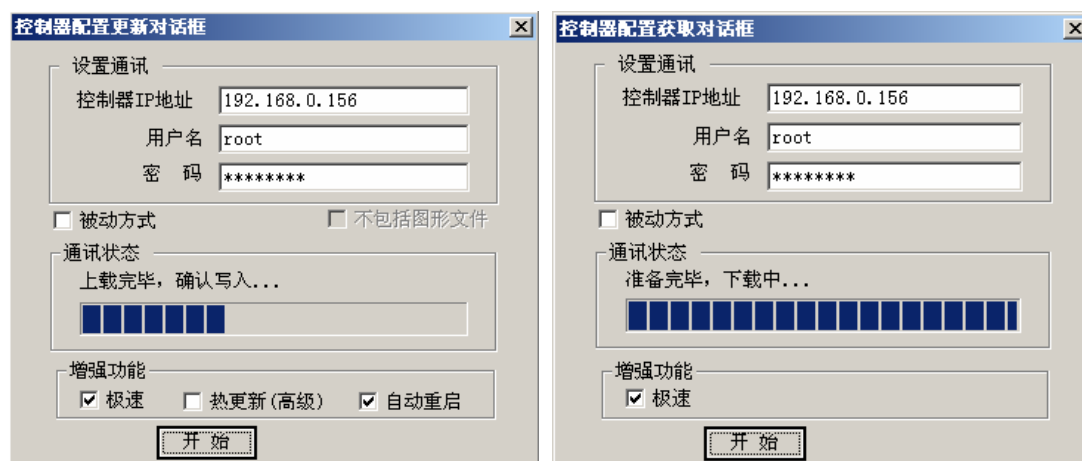 控制器配置更新对话框
设置通讯
控制器IP地址 192.168.0.156
用户名 root
密 码 ********
被动方式 不包括图形文件
通讯状态
上载完毕，确认写入...
增强功能
极速 热更新(高级) 自动重启
开 始
控制器配置获取对话框
设置通讯
控制器IP地址 192.168.0.156
用户名 root
密 码 ********
被动方式
通讯状态
准备完毕，下载中...
增强功能
极速
开 始